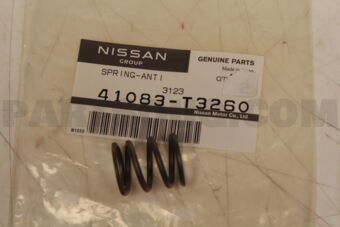 NISSAN GENUINE PARTS
GROUP
SPRING-ANTI
3123
41083-T3260
Nissan Motor Co., Ltd.